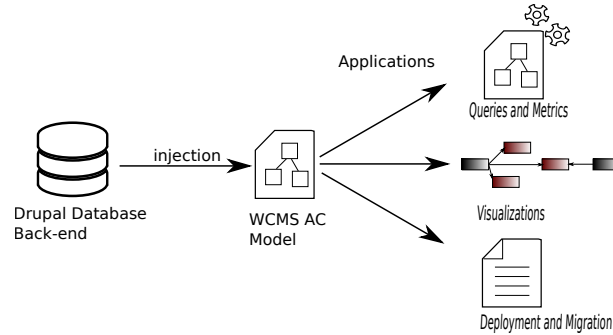 Applications
Queries and Metrics
injection
Drupal Database
Back-end
WCMS AC
Model
Visualizations
Deployment and Migration